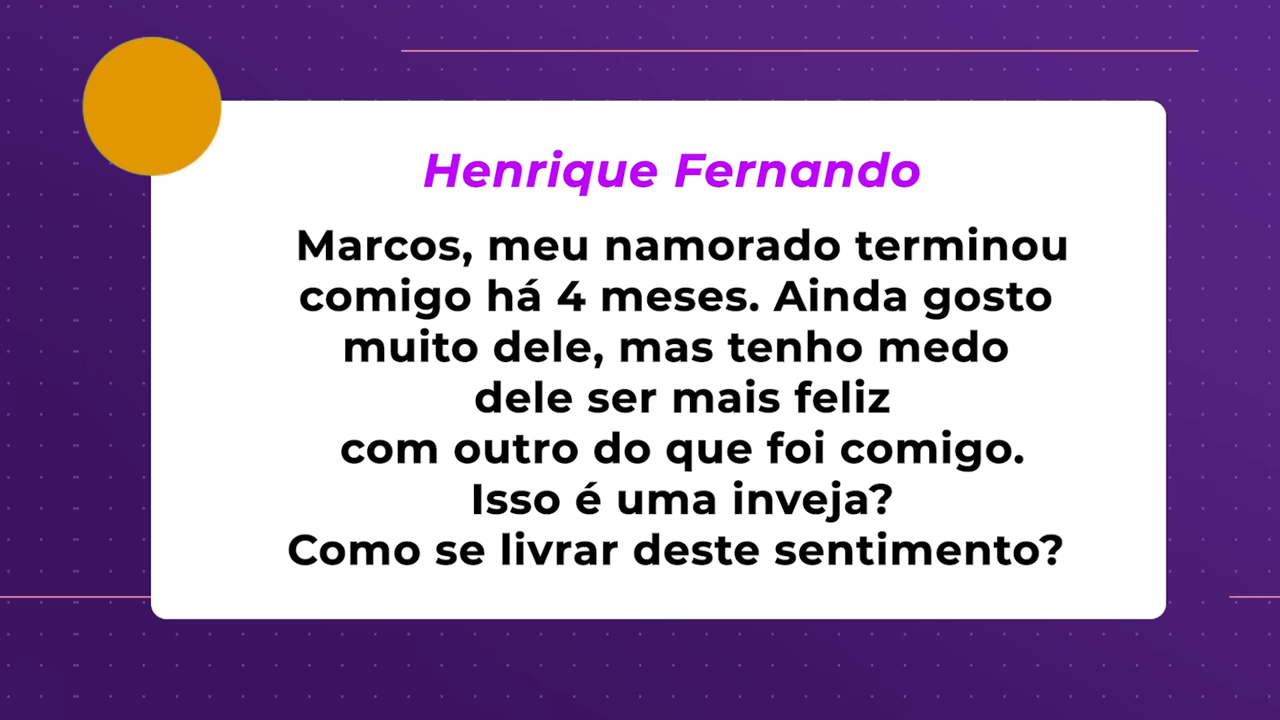 Henrique Fernando
Marcos, meu namorado terminou
comigo há 4 meses. Ainda gosto
muito dele, mas tenho medo
dele ser mais feliz
com outro do que foi comigo.
Isso é uma inveja?
Como se livrar deste sentimento?